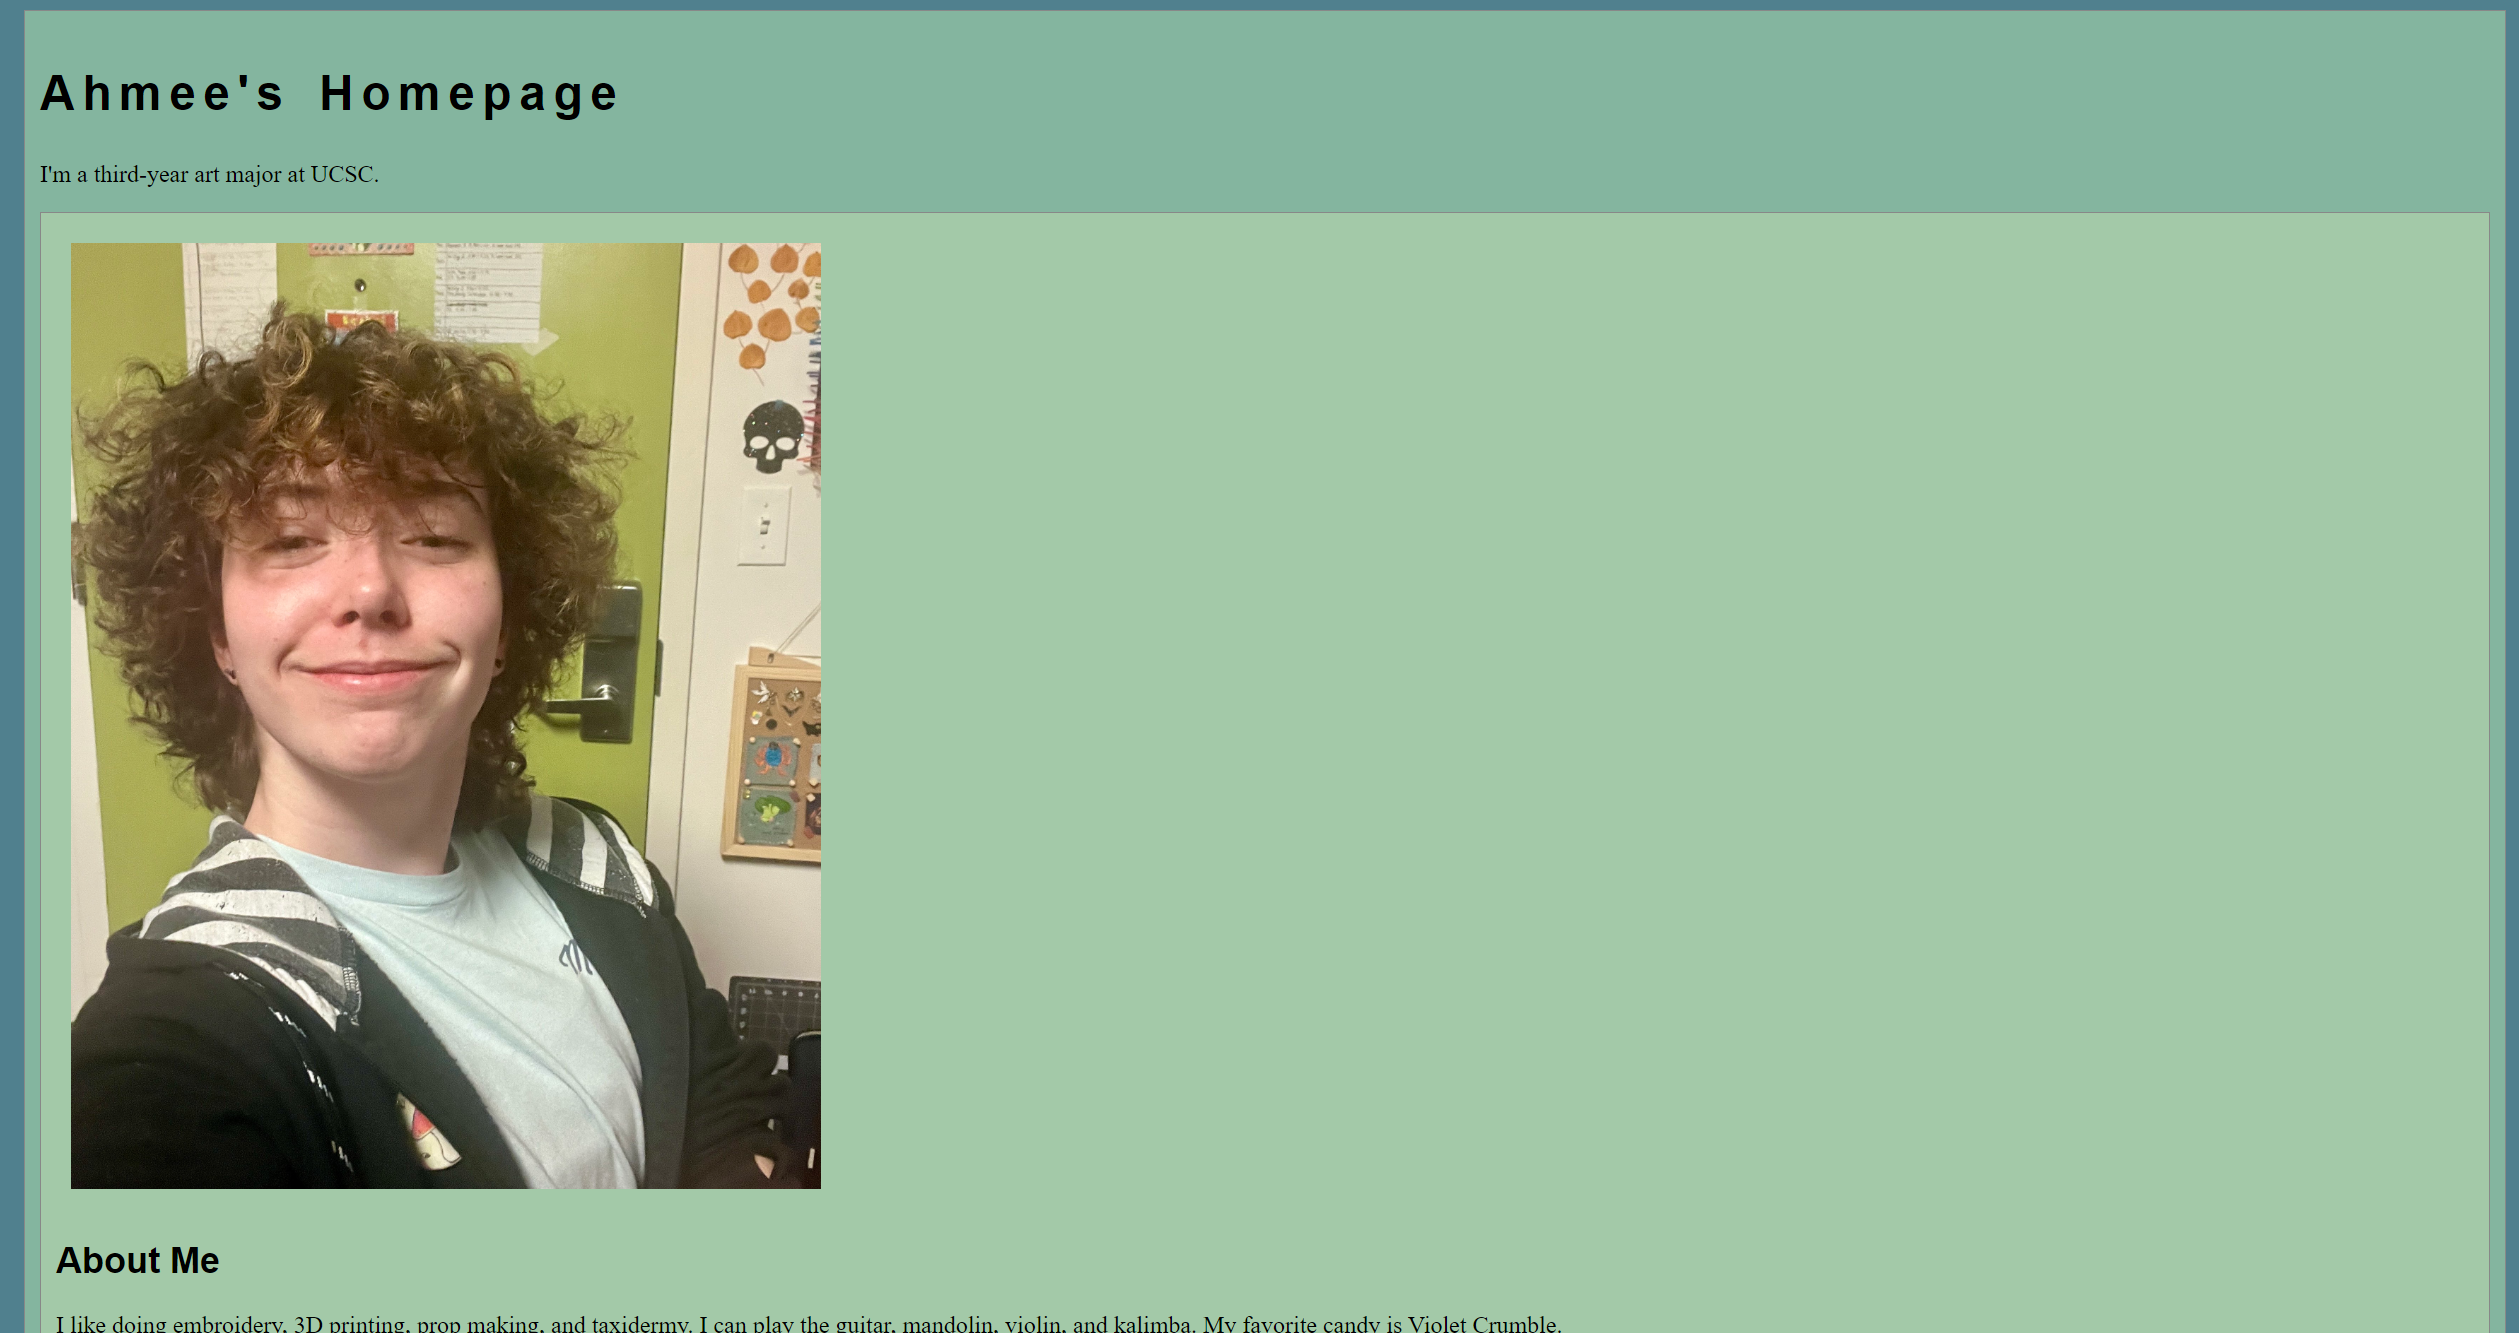 Ahmee's Homepage
I'm a third-year art major at UCSC.
About Me
I like doing embroidery, 3D printing, prop making, and taxidermy. I can play the guitar, mandolin, violin, and kalimba. My favorite candy is Violet Crumble.